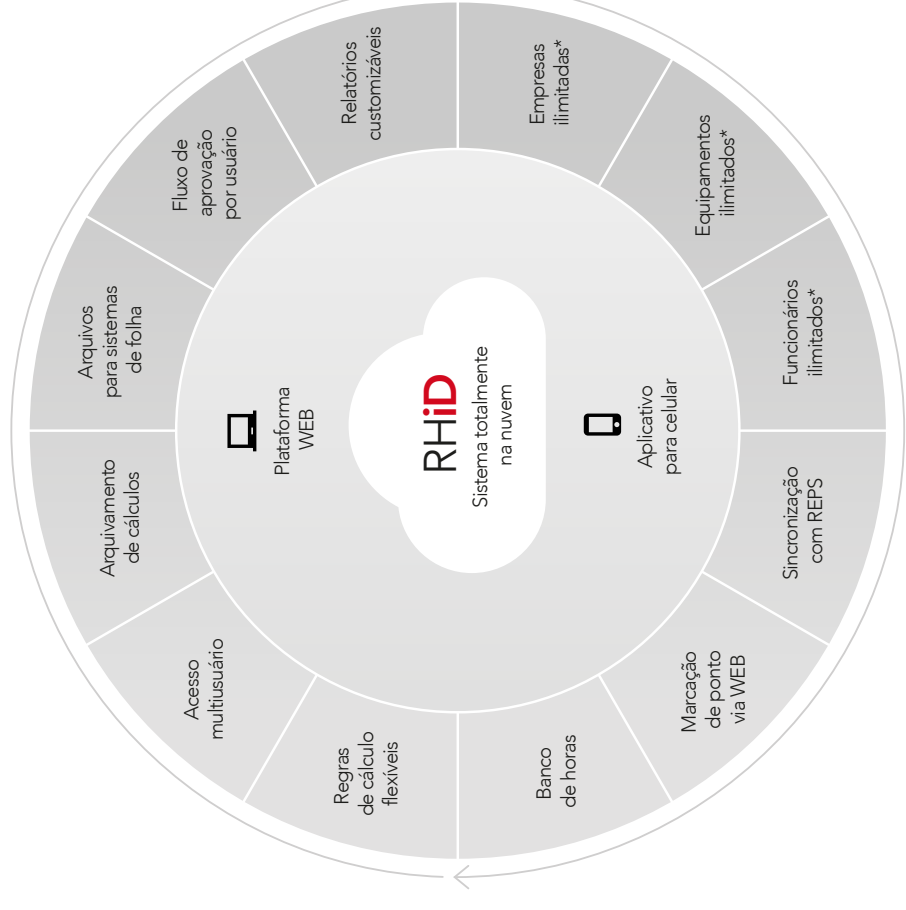 Arquivamento
de cálculos
Arquivos
para sistemas
de folha
Acesso
multiusuário
Fluxo de
aprovação
por usuário
Plataforma
WEB
Regras
de cálculo
flexíveis
Relatórios
customizáveis
RHiD
Sistema totalmente
na nuvem
Banco
de horas
Empresas
ilimitadas*
Aplicativo
para celular
Marcação
de ponto
via WEB
Equipamentos
ilimitados*
Sincronização
com REPS
Funcionários
ilimitados*